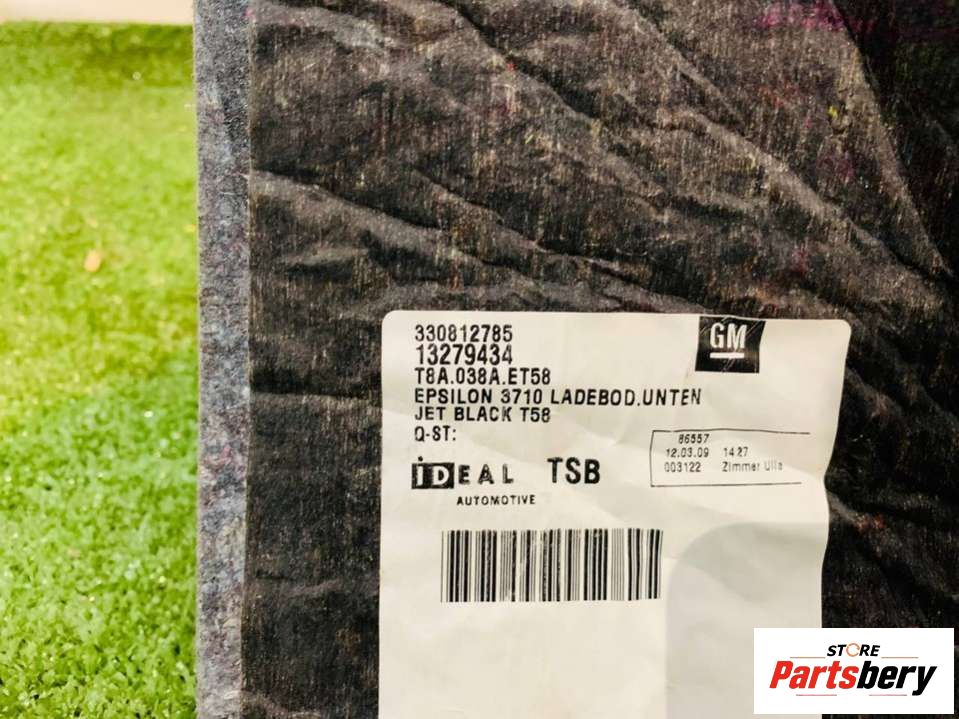 330812785
13279434
T8A.038A.ET58
EPSILON 3710 LADEBOD.UNTEN
JET BLACK T58
Q-ST:
GM
86557
12.03.09 14 27
003122 Zimmer Ulla
iDEAL TSB
AUTOMOTIVE
STORE
Partsbery